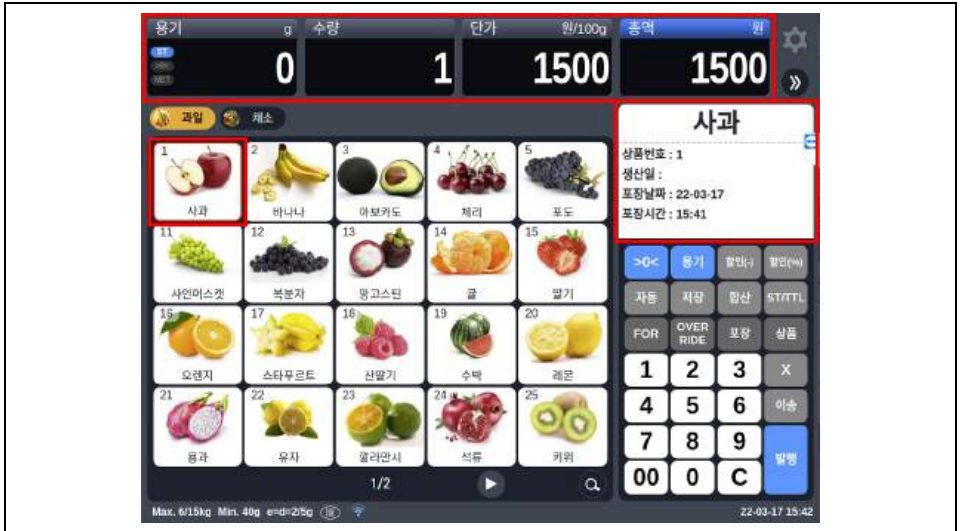 용기 g 수량 단가 원/100g 총액 원
ST
>0<
NET
0 1 1500 1500
과일 채소
사과
상품번호 : 1
생산일 :
포장날짜 : 22-03-17
포장시간 : 15:41
1 2 3 4 5
사과 바나나 아보카도 체리 포도
11 12 13 14 15
샤인머스켓 복분자 망고스틴 귤 딸기
16 17 18 19 20
오렌지 스타푸르트 산딸기 수박 레몬
21 22 23 24 25
용과 유자 깔라만시 석류 키위
1/2
>0< 용기 할인(-) 할인(%)
자동 저장 합산 ST/TTL
FOR OVER RIDE 포장 상품
1 2 3 X
4 5 6 이송
7 8 9 발행
00 0 C
Max. 6/15kg Min. 40g e=d=2/5g
22-03-17 15:42